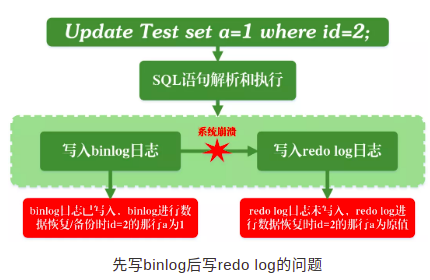 Update Test set a=1 where id=2;
SQL语句解析和执行
系统崩溃
写入binlog日志
写入redo log日志
binlog日志已写入、binlog进行数
据恢复/备份时id=2的那行a为1
redo log日志未写入、redo log进
行数据恢复时id=2的那行a为原值
先写binlog后写redo log的问题